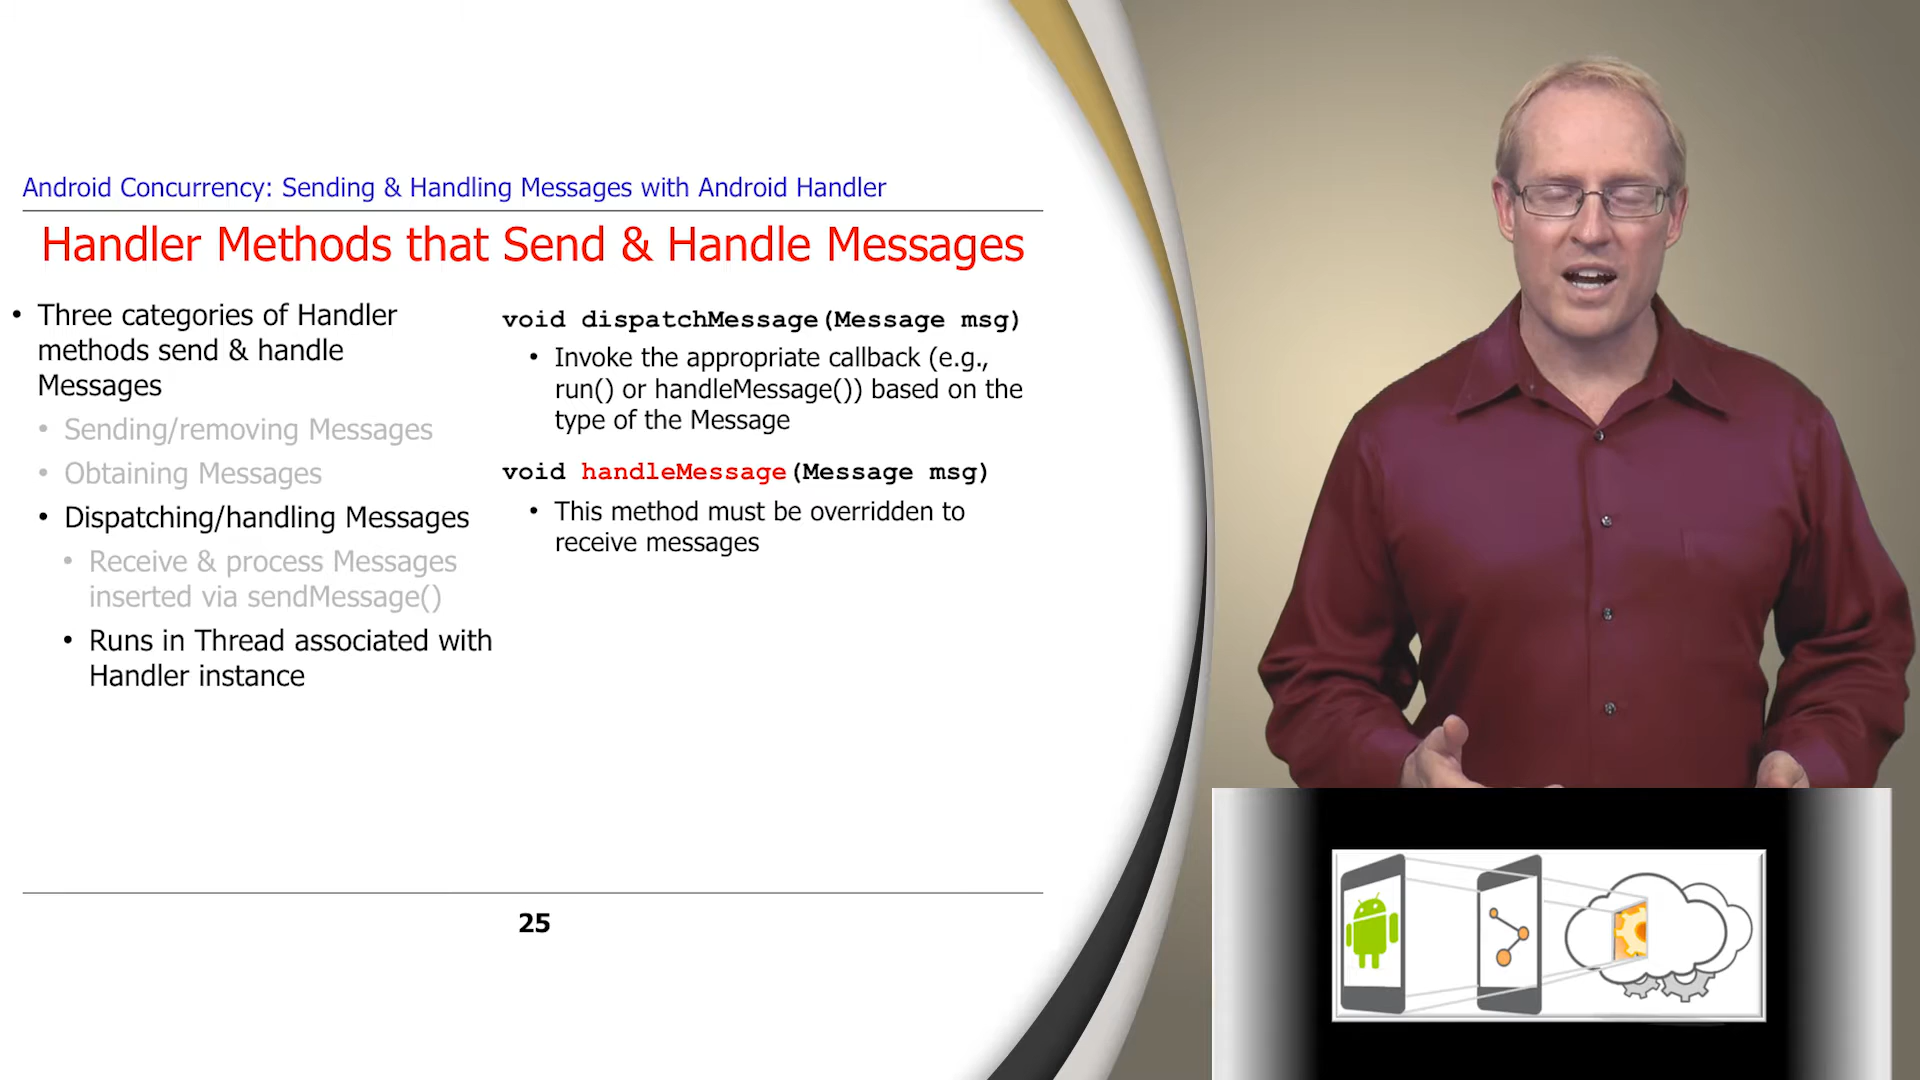 Android Concurrency: Sending & Handling Messages with Android Handler
Handler Methods that Send & Handle Messages
• Three categories of Handler
methods send & handle
Messages
• Sending/removing Messages
• Obtaining Messages
• Dispatching/handling Messages
• Receive & process Messages
inserted via sendMessage()
• Runs in Thread associated with
Handler instance
void dispatchMessage(Message msg)
• Invoke the appropriate callback (e.g.,
run() or handleMessage()) based on the
type of the Message
void handleMessage(Message msg)
• This method must be overridden to
receive messages
25